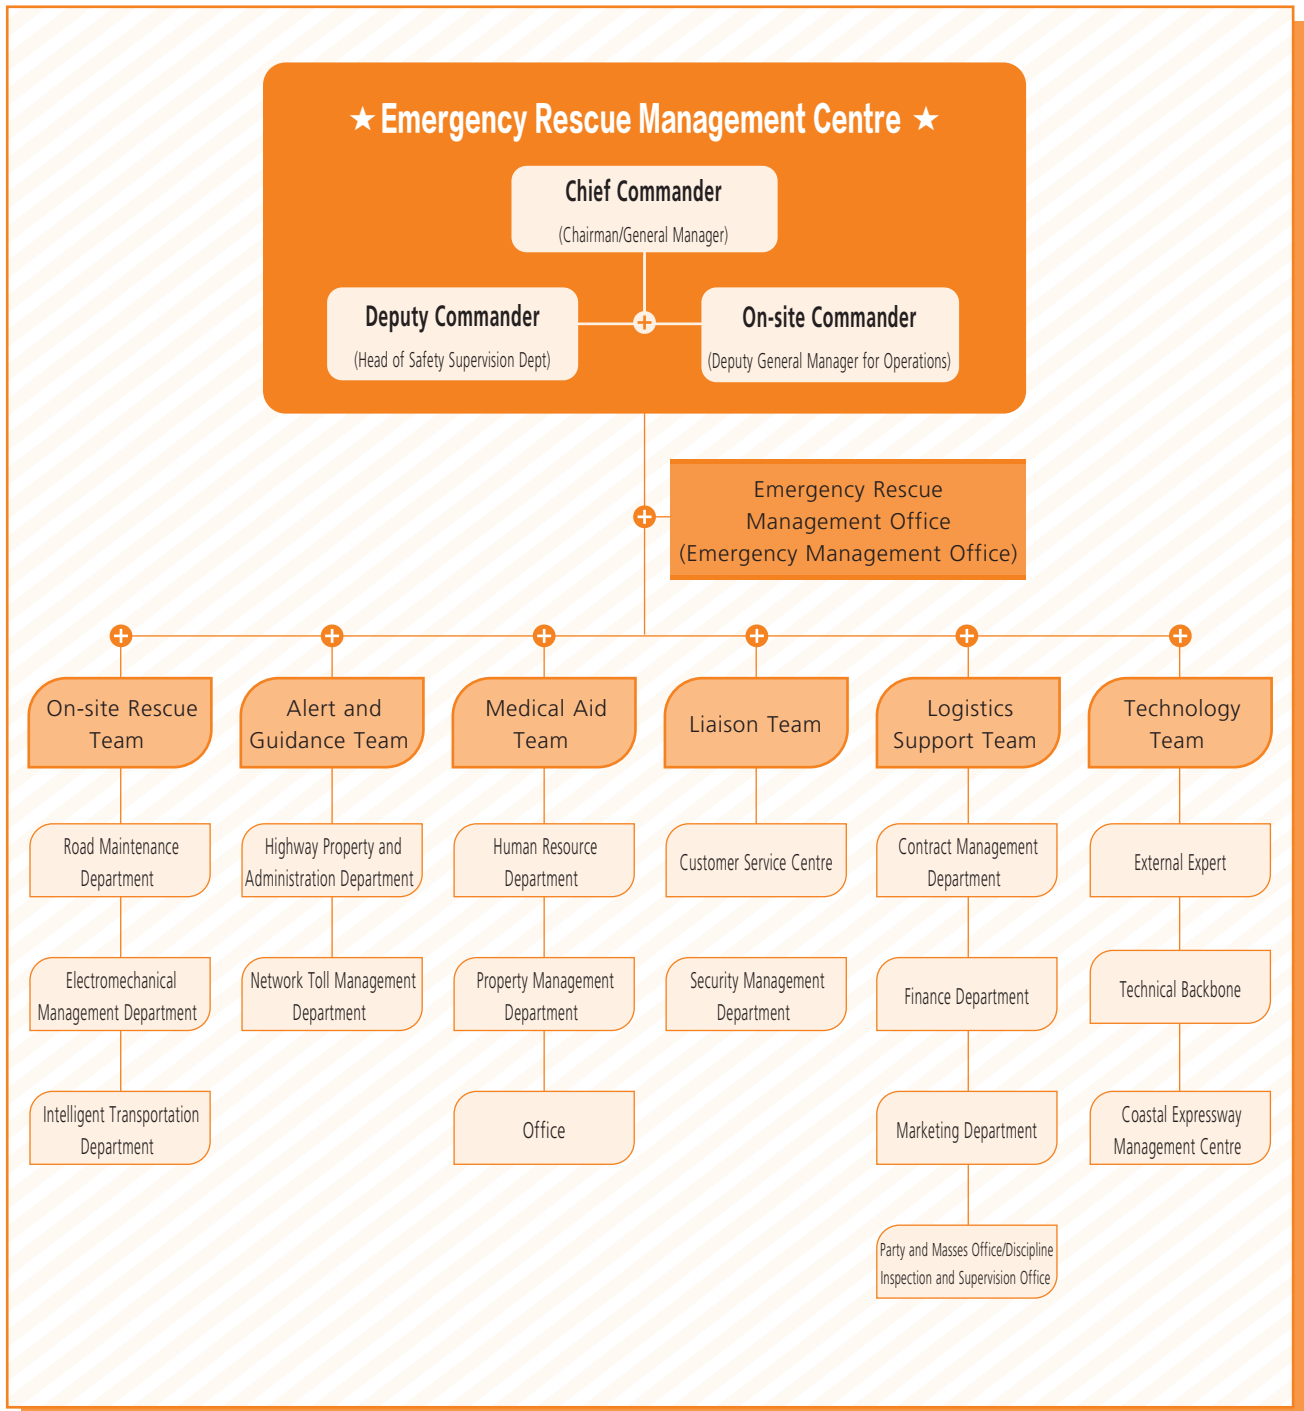 ★ Emergency Rescue Management Centre ★
Chief Commander
(Chairman/General Manager)
Deputy Commander
(Head of Safety Supervision Dept)
On-site Commander
(Deputy General Manager for Operations)
Emergency Rescue
Management Office
(Emergency Management Office)
On-site Rescue
Team
Alert and
Guidance Team
Medical Aid
Team
Liaison Team
Logistics
Support Team
Technology
Team
Road Maintenance
Department
Highway Property and
Administration Department
Human Resource
Department
Customer Service Centre
Contract Management
Department
External Expert
Electromechanical
Management Department
Network Toll Management
Department
Property Management
Department
Security Management
Department
Finance Department
Technical Backbone
Intelligent Transportation
Department
Office
Marketing Department
Coastal Expressway
Management Centre
Party and Masses Office/Discipline
Inspection and Supervision Office